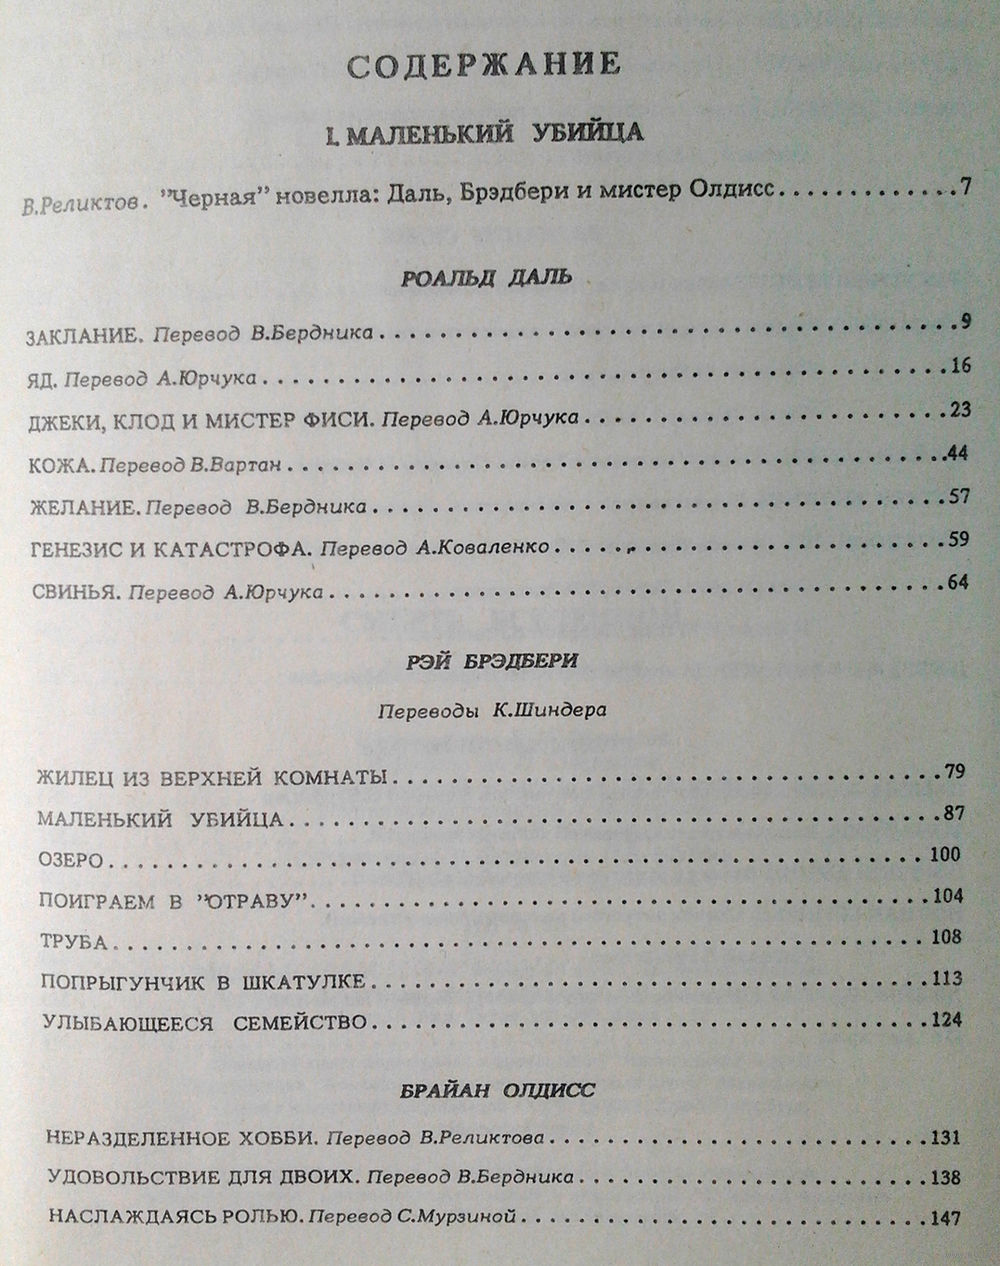 СОДЕРЖАНИЕ
I. МАЛЕНЬКИЙ УБИЙЦА
В.Реликтов. "Черная" новелла: Даль, Брэдбери и мистер Олдисс.............7
РОАЛЬД ДАЛЬ
ЗАКЛАНИЕ. Перевод В.Бердника.......................................9
ЯД. Перевод А.Юрчука...............................................16
ДЖЕКИ, КЛОД И МИСТЕР ФИСИ. Перевод А.Юрчука.........................23
КОЖА. Перевод В.Вартан.............................................44
ЖЕЛАНИЕ. Перевод В.Бердника........................................57
ГЕНЕЗИС И КАТАСТРОФА. Перевод А.Коваленко...........................59
СВИНЬЯ. Перевод А.Юрчука...........................................64
РЭЙ БРЭДБЕРИ
Переводы К.Шиндера
ЖИЛЕЦ ИЗ ВЕРХНЕЙ КОМНАТЫ......................................79
МАЛЕНЬКИЙ УБИЙЦА.............................................87
ОЗЕРО........................................................100
ПОИГРАЕМ В "ОТРАВУ"..........................................104
ТРУБА........................................................108
ПОПРЫГУНЧИК В ШКАТУЛКЕ.......................................113
УЛЫБАЮЩЕЕСЯ СЕМЕЙСТВО.......................................124
БРАЙАН ОЛДИСС
НЕРАЗДЕЛЕННОЕ ХОББИ. Перевод В.Реликтова...........................131
УДОВОЛЬСТВИЕ ДЛЯ ДВОИХ. Перевод В.Бердника........................138
НАСЛАЖДАЯСЬ РОЛЬЮ. Перевод С.Мурзиной.............................147